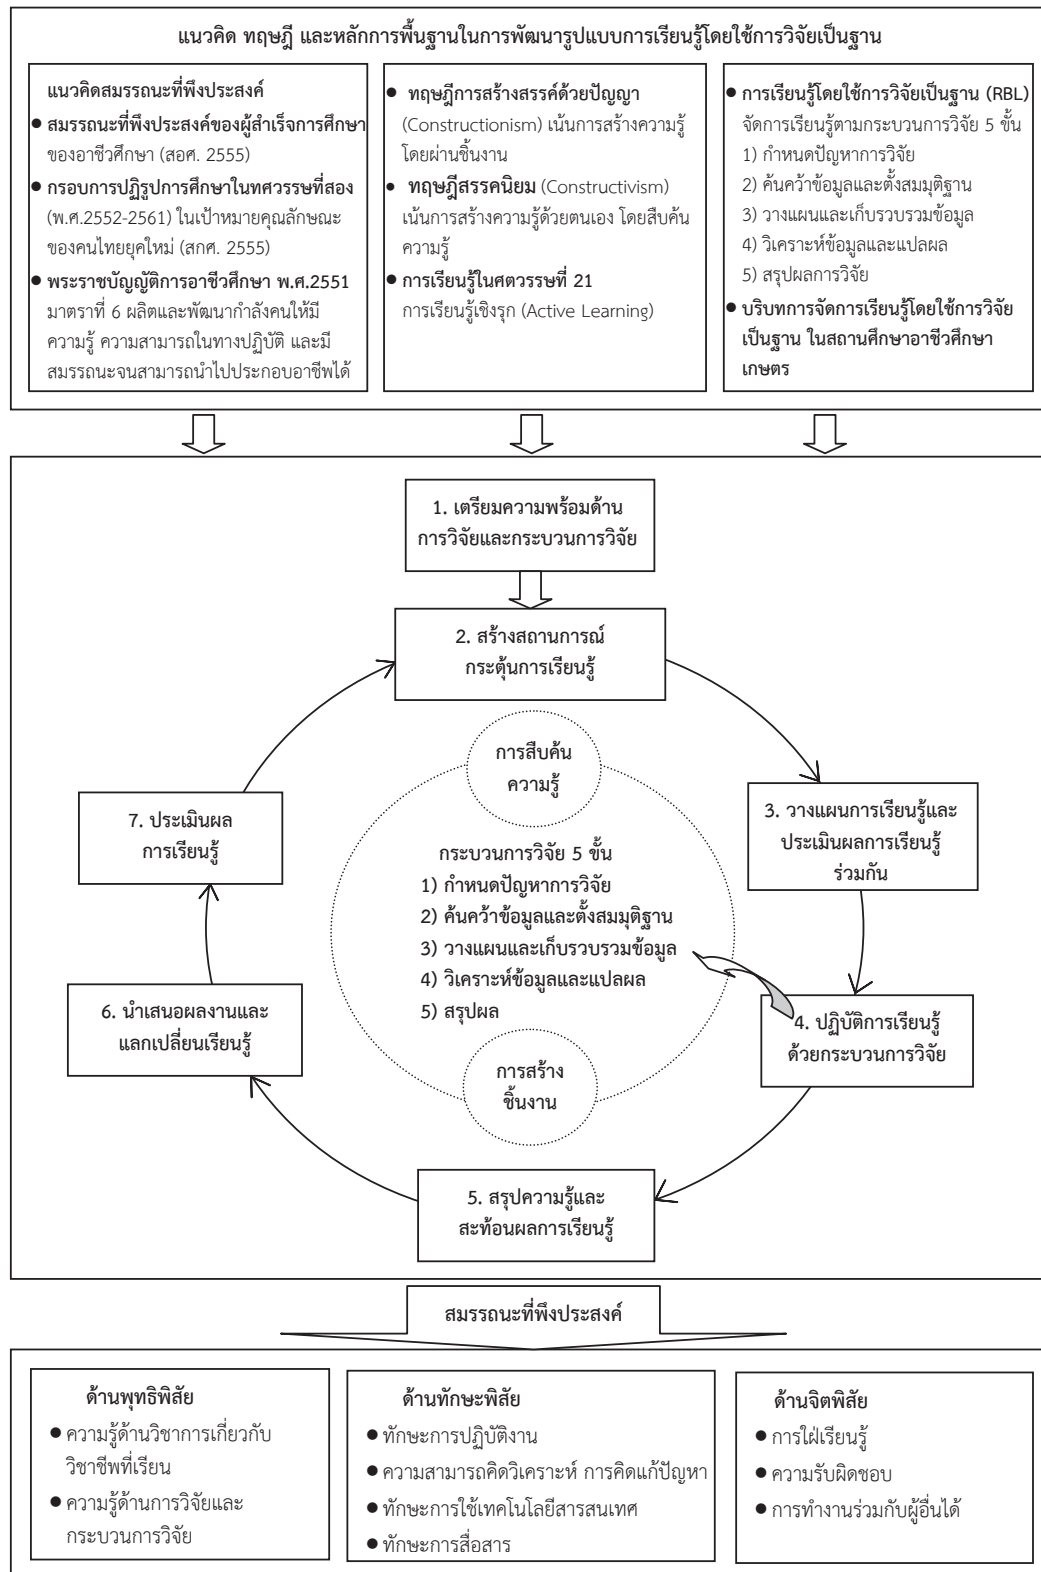 แนวคิด ทฤษฎี และหลักการพื้นฐานในการพัฒนารูปแบบการเรียนรู้โดยใช้การวิจัยเป็นฐาน
แนวคิดสมรรถนะที่พึงประสงค์
● สมรรถนะที่พึงประสงค์ของผู้สำเร็จการศึกษา
ของอาชีวศึกษา (สอศ. 2555)
● กรอบการปฏิรูปการศึกษาในทศวรรษที่สอง
(พ.ศ.2552-2561) ในเป้าหมายคุณลักษณะ
ของคนไทยยุคใหม่ (สกศ. 2555)
● พระราชบัญญัติการอาชีวศึกษา พ.ศ.2551
มาตราที่ 6 ผลิตและพัฒนากำลังคนให้มี
ความรู้ ความสามารถในทางปฏิบัติ และมี
สมรรถนะจนสามารถนำไปประกอบอาชีพได้
● ทฤษฎีการสร้างสรรค์ด้วยปัญญา
(Constructionism) เน้นการสร้างความรู้
โดยผ่านชิ้นงาน
● ทฤษฎีสรรคนิยม (Constructivism)
เน้นการสร้างความรู้ด้วยตนเอง โดยสืบค้น
ความรู้
● การเรียนรู้ในศตวรรษที่ 21
การเรียนรู้เชิงรุก (Active Learning)
● การเรียนรู้โดยใช้การวิจัยเป็นฐาน (RBL)
จัดการเรียนรู้ตามกระบวนการวิจัย 5 ขั้น
1) กำหนดปัญหาการวิจัย
2) ค้นคว้าข้อมูลและตั้งสมมุติฐาน
3) วางแผนและเก็บรวบรวมข้อมูล
4) วิเคราะห์ข้อมูลและแปลผล
5) สรุปผลการวิจัย
● บริบทการจัดการเรียนรู้โดยใช้การวิจัย
เป็นฐาน ในสถานศึกษาอาชีวศึกษา
เกษตร
1. เตรียมความพร้อมด้าน
การวิจัยและกระบวนการวิจัย
2. สร้างสถานการณ์
กระตุ้นการเรียนรู้
3. วางแผนการเรียนรู้และ
ประเมินผลการเรียนรู้
ร่วมกัน
4. ปฏิบัติการเรียนรู้
ด้วยกระบวนการวิจัย
5. สรุปความรู้และ
สะท้อนผลการเรียนรู้
6. นำเสนอผลงานและ
แลกเปลี่ยนเรียนรู้
7. ประเมินผล
การเรียนรู้
การสืบค้น
ความรู้
กระบวนการวิจัย 5 ขั้น
1) กำหนดปัญหาการวิจัย
2) ค้นคว้าข้อมูลและตั้งสมมุติฐาน
3) วางแผนและเก็บรวบรวมข้อมูล
4) วิเคราะห์ข้อมูลและแปลผล
5) สรุปผล
การสร้าง
ชิ้นงาน
สมรรถนะที่พึงประสงค์
ด้านพุทธิพิสัย
● ความรู้ด้านวิชาการเกี่ยวกับ
วิชาชีพที่เรียน
● ความรู้ด้านการวิจัยและ
กระบวนการวิจัย
ด้านทักษะพิสัย
● ทักษะการปฏิบัติงาน
● ความสามารถคิดวิเคราะห์ การคิดแก้ปัญหา
● ทักษะการใช้เทคโนโลยีสารสนเทศ
● ทักษะการสื่อสาร
ด้านจิตพิสัย
● การใฝ่เรียนรู้
● ความรับผิดชอบ
● การทำงานร่วมกับผู้อื่นได้